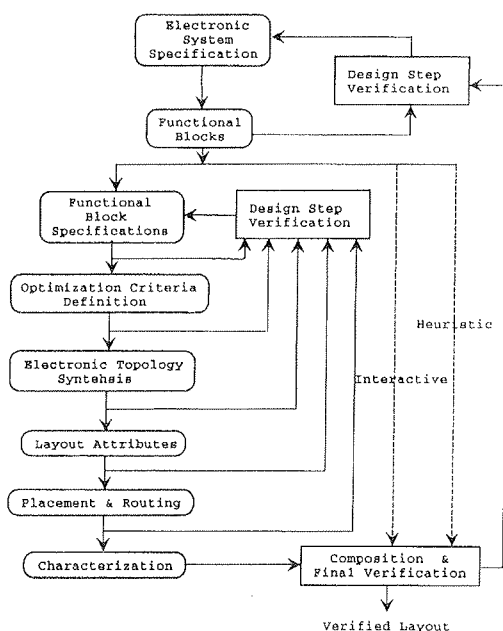 Electronic
System
Specification
Design Step
Verification
Functional
Blocks
Functional
Block
Specifications
Design Step
Verification
Optimization Criteria
Definition
Heuristic
Electronic Topology
Syntehsis
Interactive
Layout Attributes
Placement & Routing
Characterization
Composition &
Final Verification
Verified Layout